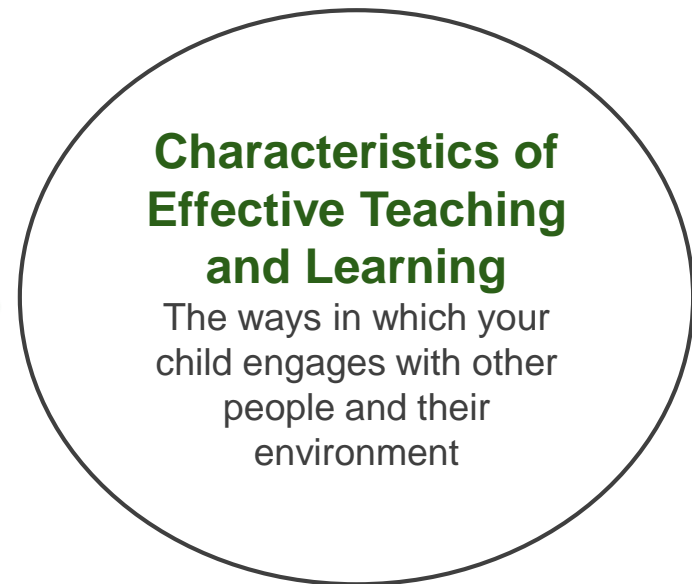 Characteristics of
Effective Teaching
and Learning
The ways in which your
child engages with other
people and their
environment